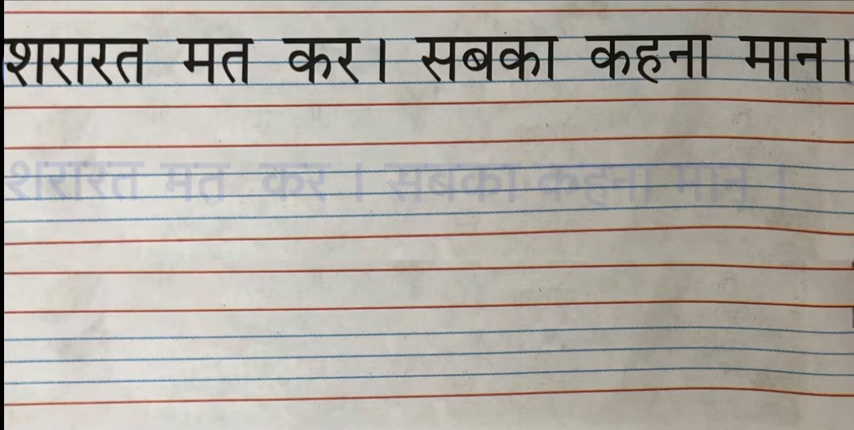 शरारत मत कर। सबका कहना मान।
शरारत मत कर । सबका कहना मान ।